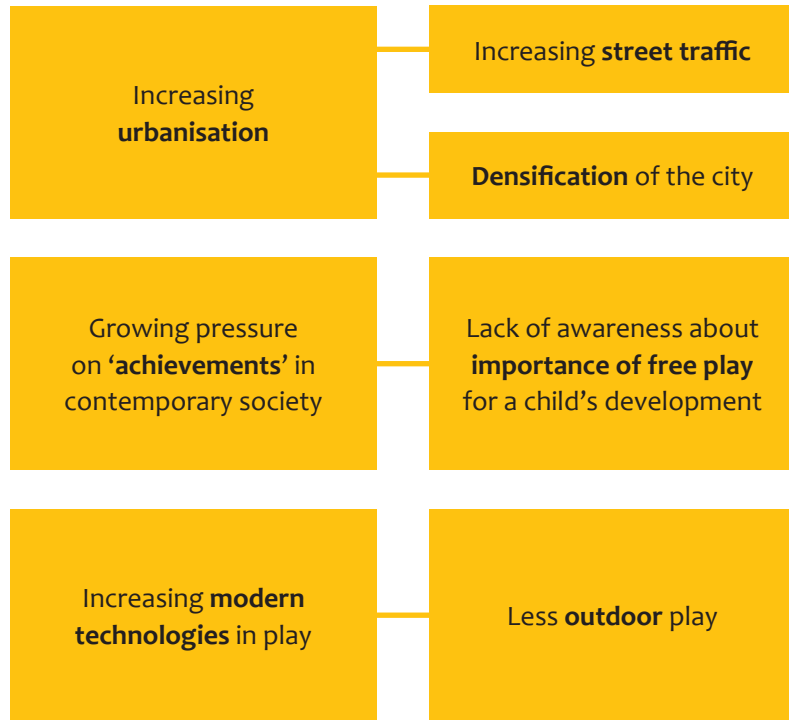 Increasing
urbanisation
Increasing street traffic
Densification of the city
Growing pressure
on ‘achievements’ in
contemporary society
Lack of awareness about
importance of free play
for a child’s development
Increasing modern
technologies in play
Less outdoor play